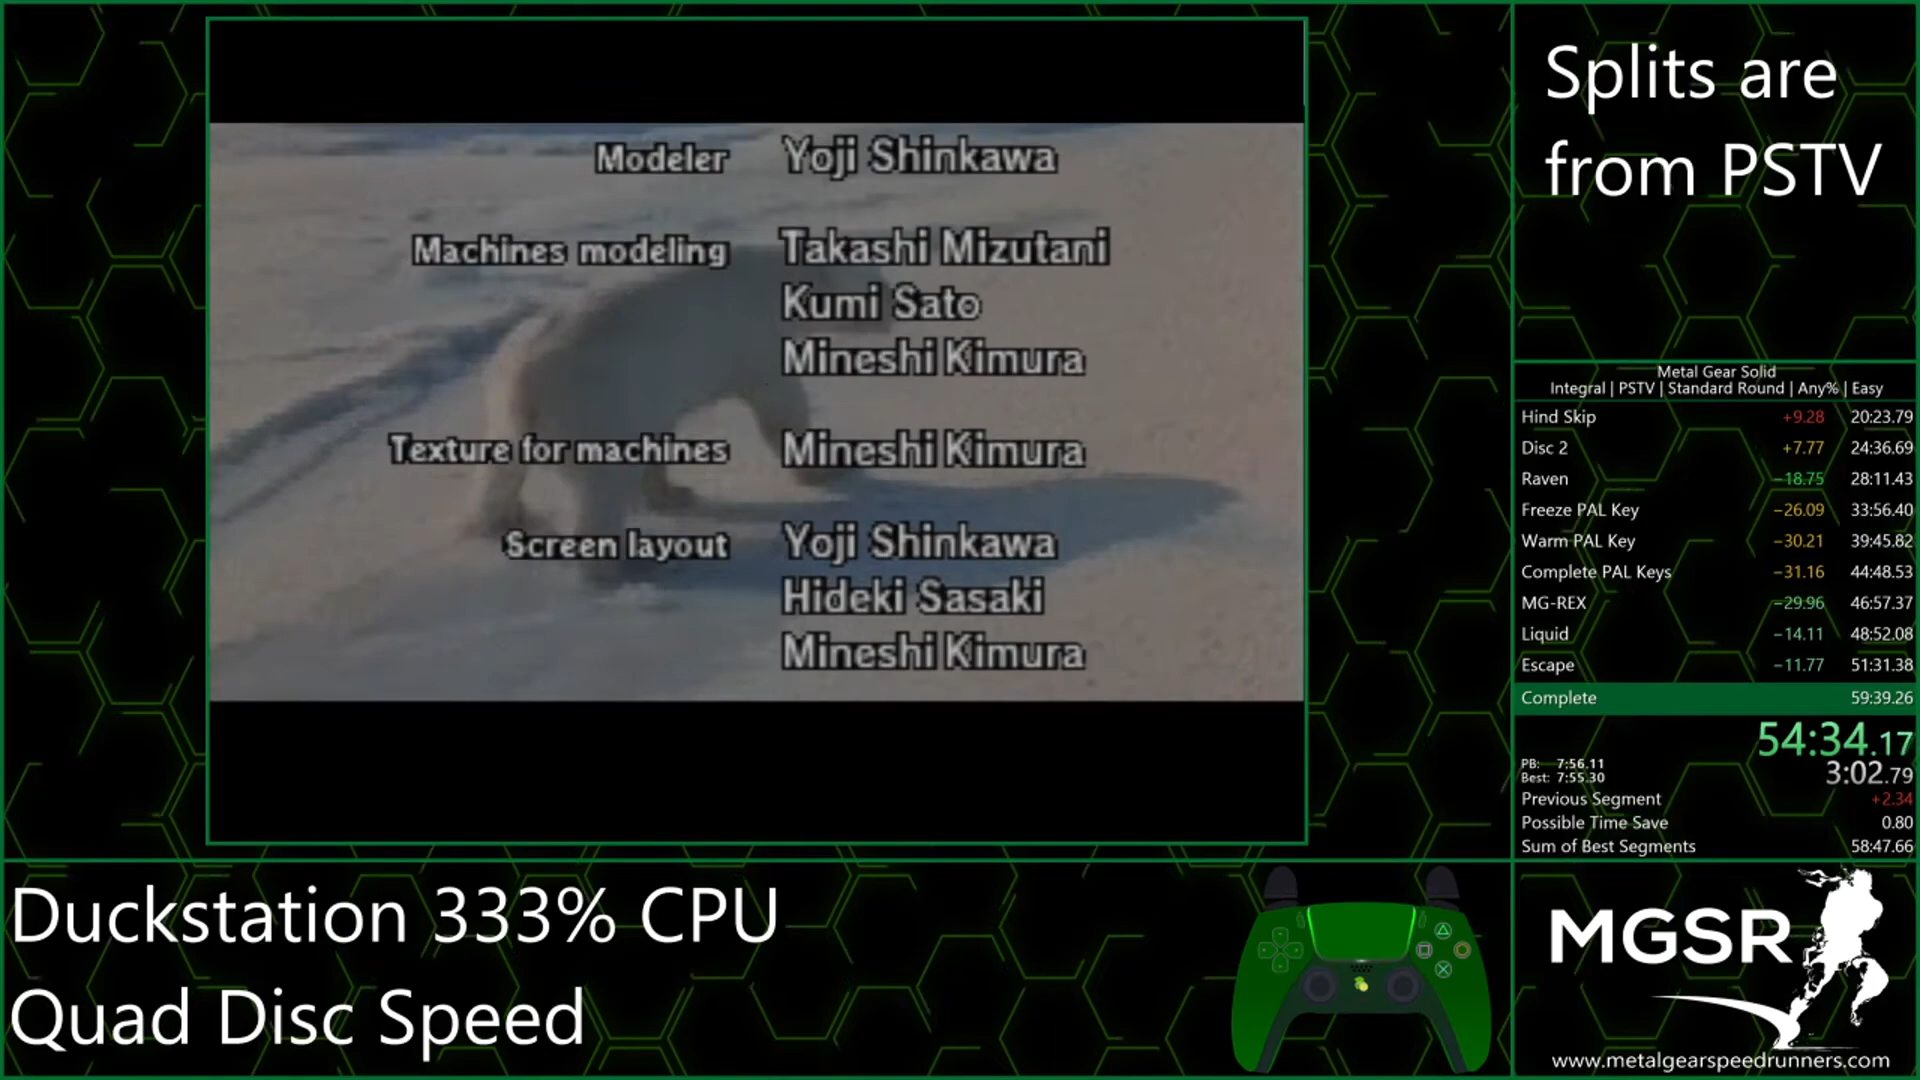 Modeler Yoji Shinkawa
Machines modeling Takashi Mizutani
Kumi Sato
Mineshi Kimura
Texture for machines Mineshi Kimura
Screen layout Yoji Shinkawa
Hideki Sasaki
Mineshi Kimura
Splits are
from PSTV
Metal Gear Solid
Integral | PSTV | Standard Round | Any% | Easy
Hind Skip +9.28 20:23.79
Disc 2 +7.77 24:36.69
Raven −18.75 28:11.43
Freeze PAL Key −26.09 33:56.40
Warm PAL Key −30.21 39:45.82
Complete PAL Keys −31.16 44:48.53
MG-REX −29.96 46:57.37
Liquid −14.11 48:52.08
Escape −11.77 51:31.38
Complete 59:39.26
54:34.17
PB: 7:56.11
Best: 7:55.30
3:02.79
Previous Segment +2.34
Possible Time Save 0.80
Sum of Best Segments 58:47.66
Duckstation 333% CPU
Quad Disc Speed
MGSR
www.metalgearspeedrunners.com